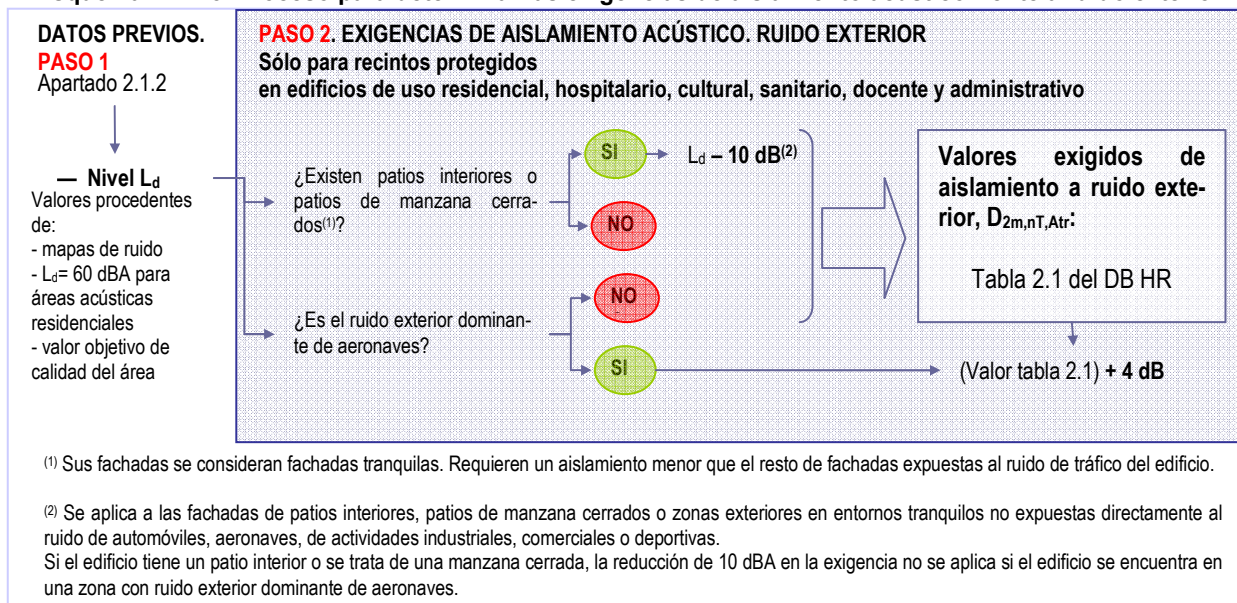 DATOS PREVIOS.
PASO 1
Apartado 2.1.2
— Nivel Ld
Valores procedentes
de:
- mapas de ruido
- Ld= 60 dBA para
áreas acústicas
residenciales
- valor objetivo de
calidad del área
PASO 2. EXIGENCIAS DE AISLAMIENTO ACÚSTICO. RUIDO EXTERIOR
Sólo para recintos protegidos
en edificios de uso residencial, hospitalario, cultural, sanitario, docente y administrativo
¿Existen patios interiores o
patios de manzana cerra-
dos(1)?
SI
Ld – 10 dB(2)
NO
¿Es el ruido exterior dominan-
te de aeronaves?
NO
SI
Valores exigidos de
aislamiento a ruido exte-
rior, D2m,nT,Atr:
Tabla 2.1 del DB HR
(Valor tabla 2.1) + 4 dB
(1) Sus fachadas se consideran fachadas tranquilas. Requieren un aislamiento menor que el resto de fachadas expuestas al ruido de tráfico del edificio.
(2) Se aplica a las fachadas de patios interiores, patios de manzana cerrados o zonas exteriores en entornos tranquilos no expuestas directamente al
ruido de automóviles, aeronaves, de actividades industriales, comerciales o deportivas.
Si el edificio tiene un patio interior o se trata de una manzana cerrada, la reducción de 10 dBA en la exigencia no se aplica si el edificio se encuentra en
una zona con ruido exterior dominante de aeronaves.